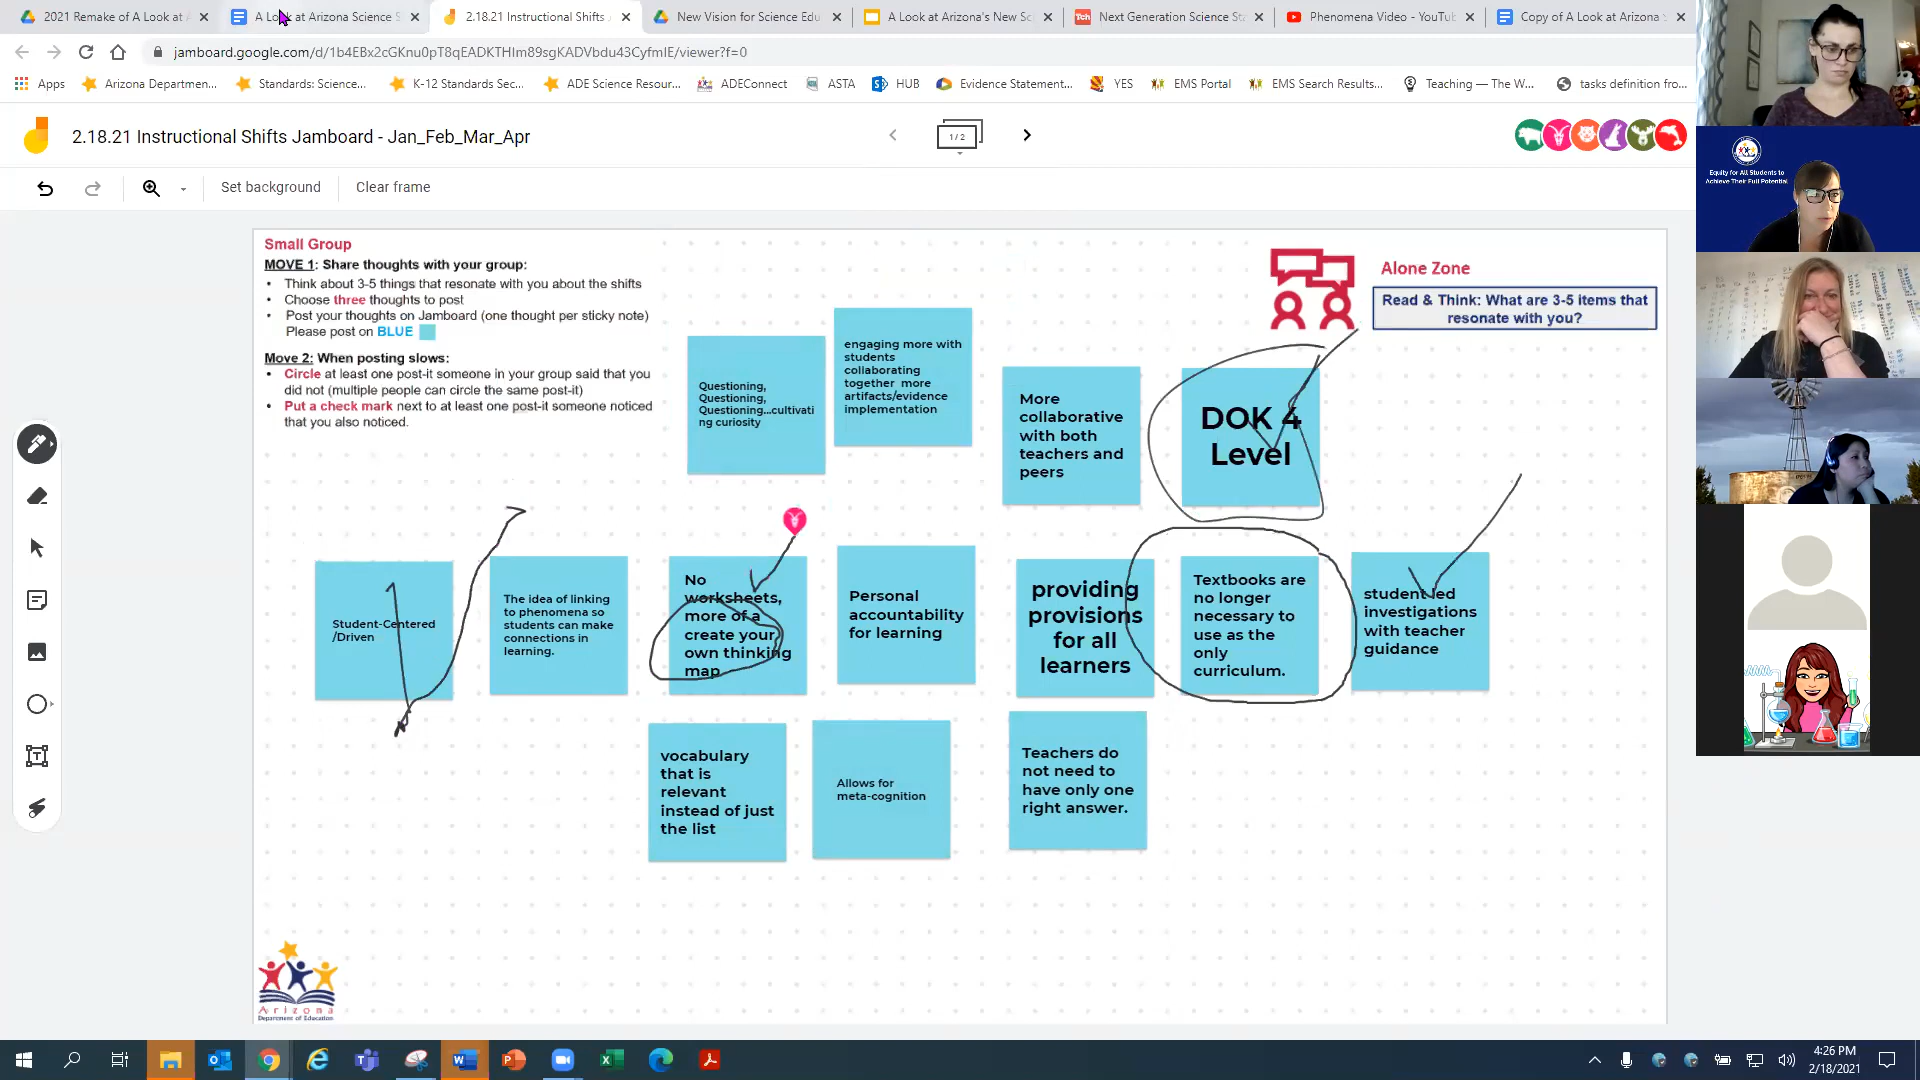 2021 Remake of A Look at A
A Look at Arizona Science S
2.18.21 Instructional Shifts J
New Vision for Science Edu
A Look at Arizona's New Sc
Tch
Next Generation Science Sta
Phenomena Video - YouTub
Copy of A Look at Arizona S
jamboard.google.com/d/1b4EBx2cGKnu0pT8qEADKTHIm89sgKADVbdu43CyfmIE/viewer?f=0
Apps
Arizona Departmen...
Standards: Science...
K-12 Standards Sec...
ADE Science Resour...
ADEConnect
ASTA
HUB
Evidence Statement...
YES
EMS Portal
EMS Search Results...
Teaching — The W...
tasks definition fro...
2.18.21 Instructional Shifts Jamboard - Jan_Feb_Mar_Apr
1/2
Set background
Clear frame
Small Group
MOVE 1: Share thoughts with your group:
• Think about 3-5 things that resonate with you about the shifts
• Choose three thoughts to post
• Post your thoughts on Jamboard (one thought per sticky note)
Please post on BLUE
Move 2: When posting slows:
• Circle at least one post-it someone in your group said that you
did not (multiple people can circle the same post-it)
• Put a check mark next to at least one post-it someone noticed
that you also noticed.
Alone Zone
Read & Think: What are 3-5 items that
resonate with you?
Questioning,
Questioning,
Questioning...cultivati
ng curiosity
engaging more with
students
collaborating
together more
artifacts/evidence
implementation
More
collaborative
with both
teachers and
peers
DOK 4
Level
Student-Centered
/Driven
The idea of linking
to phenomena so
students can make
connections in
learning.
No
worksheets,
more of a
create your
own thinking
map
Personal
accountability
for learning
providing
provisions
for all
learners
Textbooks are
no longer
necessary to
use as the
only
curriculum.
student led
investigations
with teacher
guidance
vocabulary
that is
relevant
instead of just
the list
Allows for
meta-cognition
Teachers do
not need to
have only one
right answer.
Arizona
Department of Education
Equity for All Students to
Achieve Their Full Potential
4:26 PM
2/18/2021